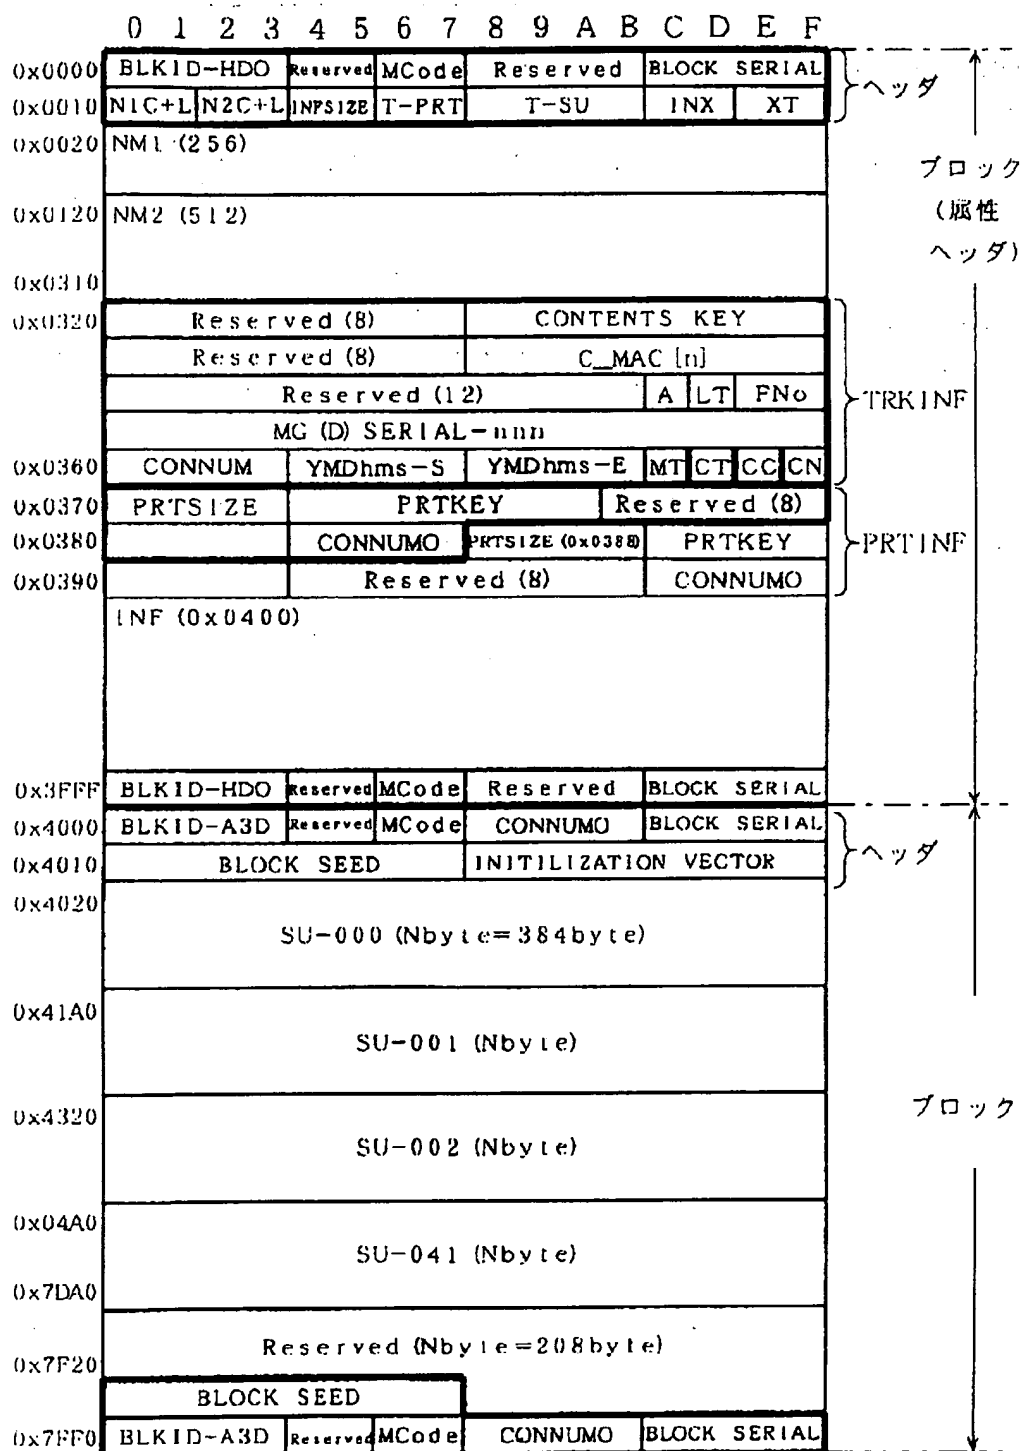 0 1 2 3 4 5 6 7 8 9 A B C D E F
0x0000 BLKID-HD0 Reserved MCode Reserved BLOCK SERIAL
0x0010 N1C+L N2C+L INFSIZE T-PRT T-SU INX XT
ヘッダ
0x0020 NM1 (256)
0x0120 NM2 (512)
0x0310
ブロック
(属性
ヘッダ)
0x0320 Reserved (8) CONTENTS KEY
Reserved (8) C_MAC [n]
Reserved (12) A LT FNo
MG (D) SERIAL-nnn
0x0360 CONNUM YMDhms-S YMDhms-E MT CT CC CN
TRKINF
0x0370 PRTSIZE PRTKEY Reserved (8)
0x0380 CONNUMO PRTSIZE (0x0388) PRTKEY
0x0390 Reserved (8) CONNUMO
PRTINF
INF (0x0400)
0x3FFF BLKID-HD0 Reserved MCode Reserved BLOCK SERIAL
0x4000 BLKID-A3D Reserved MCode CONNUMO BLOCK SERIAL
0x4010 BLOCK SEED INITILIZATION VECTOR
ヘッダ
0x4020
SU-000 (Nbyte=384byte)
0x41A0
SU-001 (Nbyte)
0x4320
SU-002 (Nbyte)
ブロック
0x04A0
SU-041 (Nbyte)
0x7DA0
Reserved (Nbyte=208byte)
0x7F20
BLOCK SEED
0x7FF0 BLKID-A3D Reserved MCode CONNUMO BLOCK SERIAL